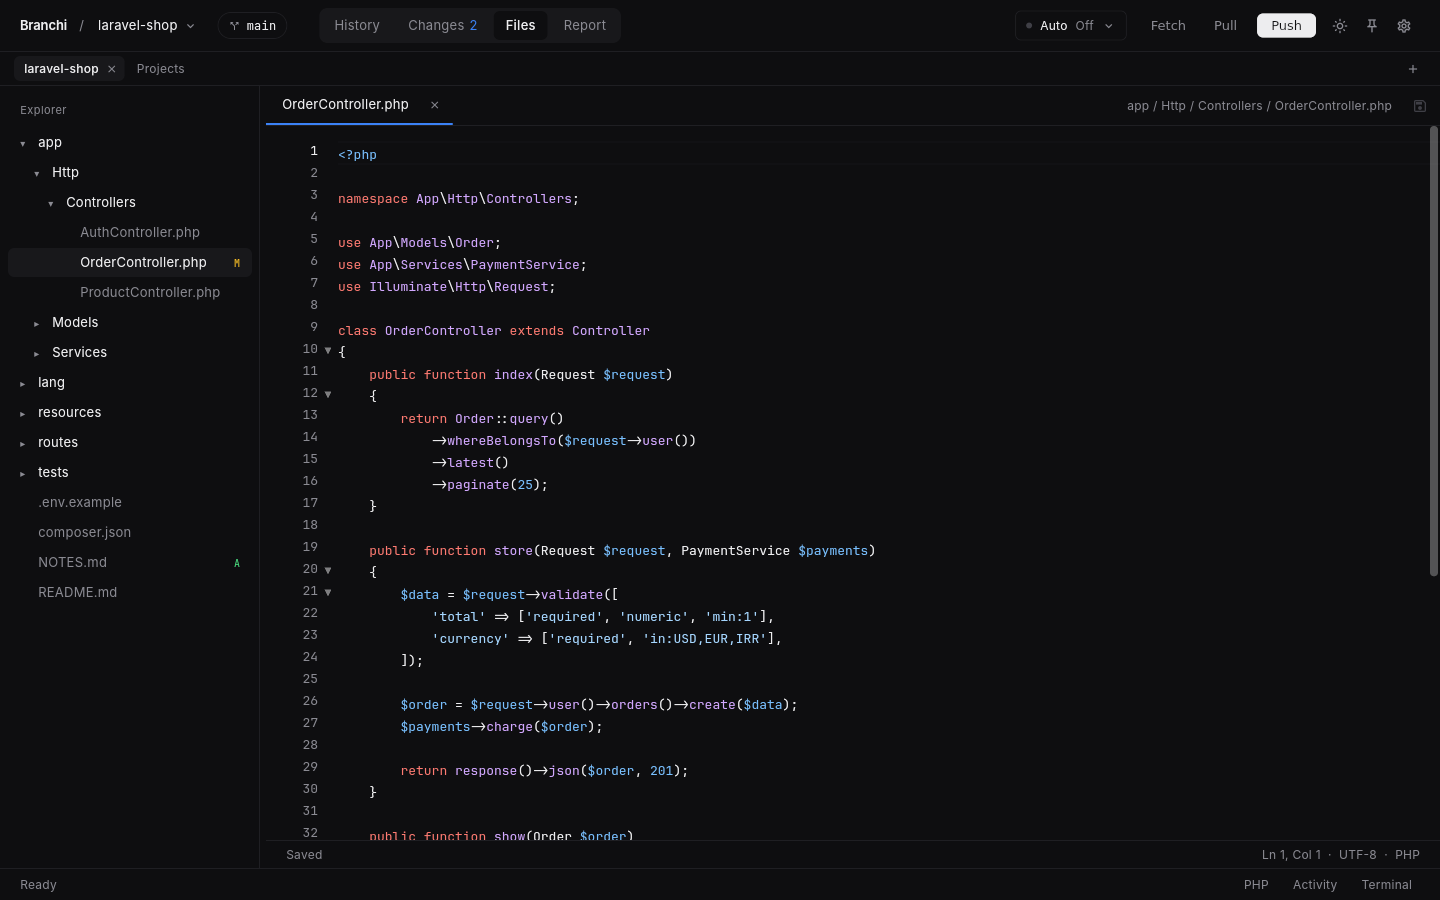 Branchi / laravel-shop main History Changes 2 Files Report Auto Off Fetch Pull Push
laravel-shop × Projects +
Explorer
app
Http
Controllers
AuthController.php
OrderController.php M
ProductController.php
Models
Services
lang
resources
routes
tests
.env.example
composer.json
NOTES.md A
README.md
OrderController.php × app / Http / Controllers / OrderController.php
1 <?php
2
3 namespace App\Http\Controllers;
4
5 use App\Models\Order;
6 use App\Services\PaymentService;
7 use Illuminate\Http\Request;
8
9 class OrderController extends Controller
10 {
11     public function index(Request $request)
12     {
13         return Order::query()
14             ->whereBelongsTo($request->user())
15             ->latest()
16             ->paginate(25);
17     }
18
19     public function store(Request $request, PaymentService $payments)
20     {
21         $data = $request->validate([
22             'total' => ['required', 'numeric', 'min:1'],
23             'currency' => ['required', 'in:USD,EUR,IRR'],
24         ]);
25
26         $order = $request->user()->orders()->create($data);
27         $payments->charge($order);
28
29         return response()->json($order, 201);
30     }
31
32     public function show(Order $order)
Saved Ln 1, Col 1 · UTF-8 · PHP
Ready PHP Activity Terminal